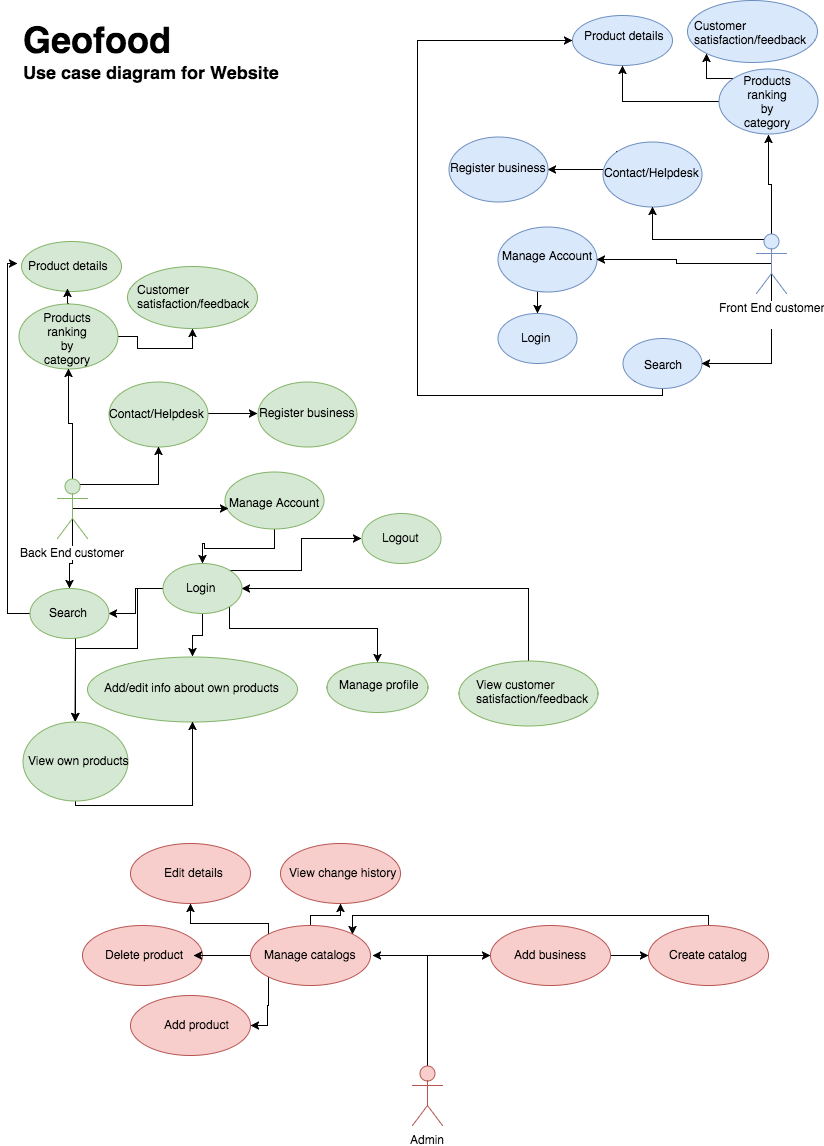 Geofood
Use case diagram for Website
Product details
Customer
satisfaction/feedback
Products
ranking
by
category
Register business
Contact/Helpdesk
Manage Account
Front End customer
Login
Search
Product details
Customer
satisfaction/feedback
Products
ranking
by
category
Contact/Helpdesk
Register business
Manage Account
Back End customer
Logout
Login
Search
Add/edit info about own products
Manage profile
View customer
satisfaction/feedback
View own products
Edit details
View change history
Delete product
Manage catalogs
Add business
Create catalog
Add product
Admin